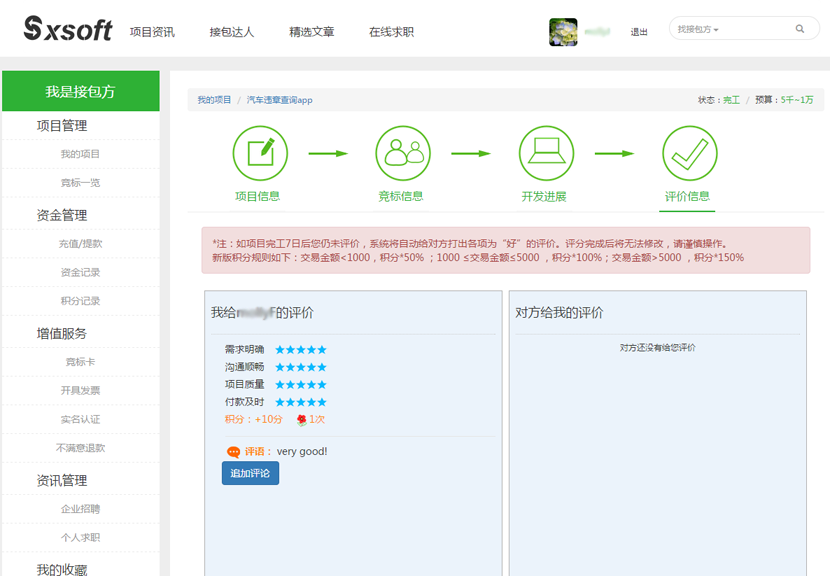 Sxsoft 项目资讯 接包达人 精选文章 在线求职 退出 找接包方
我是接包方
项目管理
我的项目
竞标一览
资金管理
充值/提款
资金记录
积分记录
增值服务
竞标卡
开具发票
实名认证
不满意退款
资讯管理
企业招聘
个人求职
我的收藏
我的项目 / 汽车违章查询app 状态：完工 / 预算：5千~1万
项目信息 竞标信息 开发进展 评价信息
*注：如项目完工7日后您仍未评价，系统将自动给对方打出各项为“好”的评价。评分完成后将无法修改，请谨慎操作。
新版积分规则如下：交易金额<1000，积分*50% ；1000 ≤交易金额≤5000 ，积分*100%；交易金额>5000 ，积分*150%
我给 的评价
需求明确
沟通顺畅
项目质量
付款及时
积分：+10分 1次
评语： very good!
追加评论
对方给我的评价
对方还没有给您评价